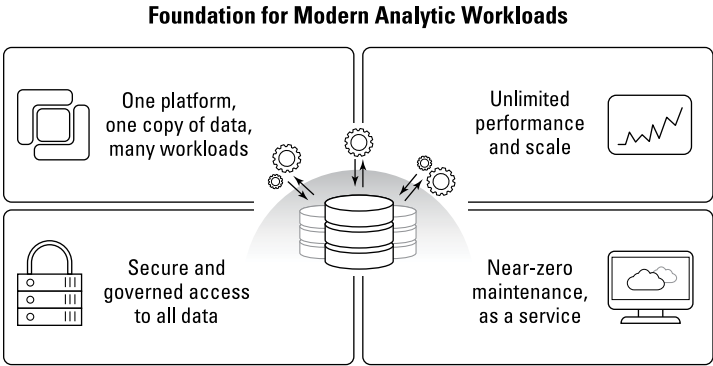 Foundation for Modern Analytic Workloads
One platform,
one copy of data,
many workloads
Unlimited
performance
and scale
Secure and
governed access
to all data
Near-zero
maintenance,
as a service